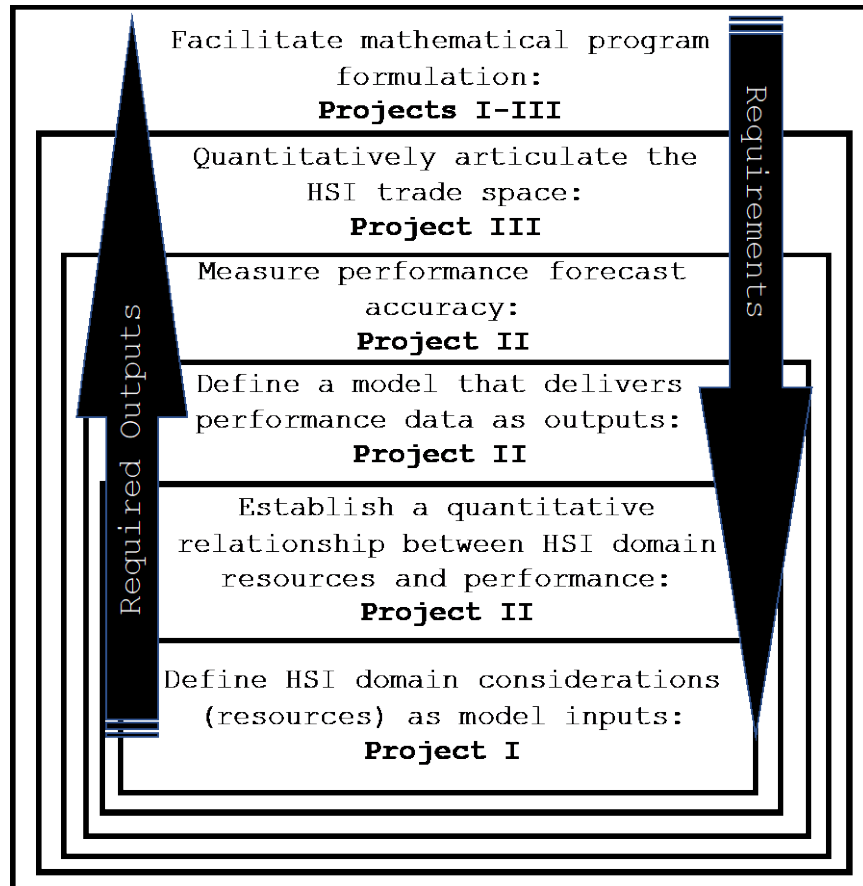 Facilitate mathematical program
formulation:
Projects I-III
Quantitatively articulate the
HSI trade space:
Project III
Measure performance forecast
accuracy:
Project II
Define a model that delivers
performance data as outputs:
Project II
Establish a quantitative
relationship between HSI domain
resources and performance:
Project II
Define HSI domain considerations
(resources) as model inputs:
Project I
Required Outputs
Requirements